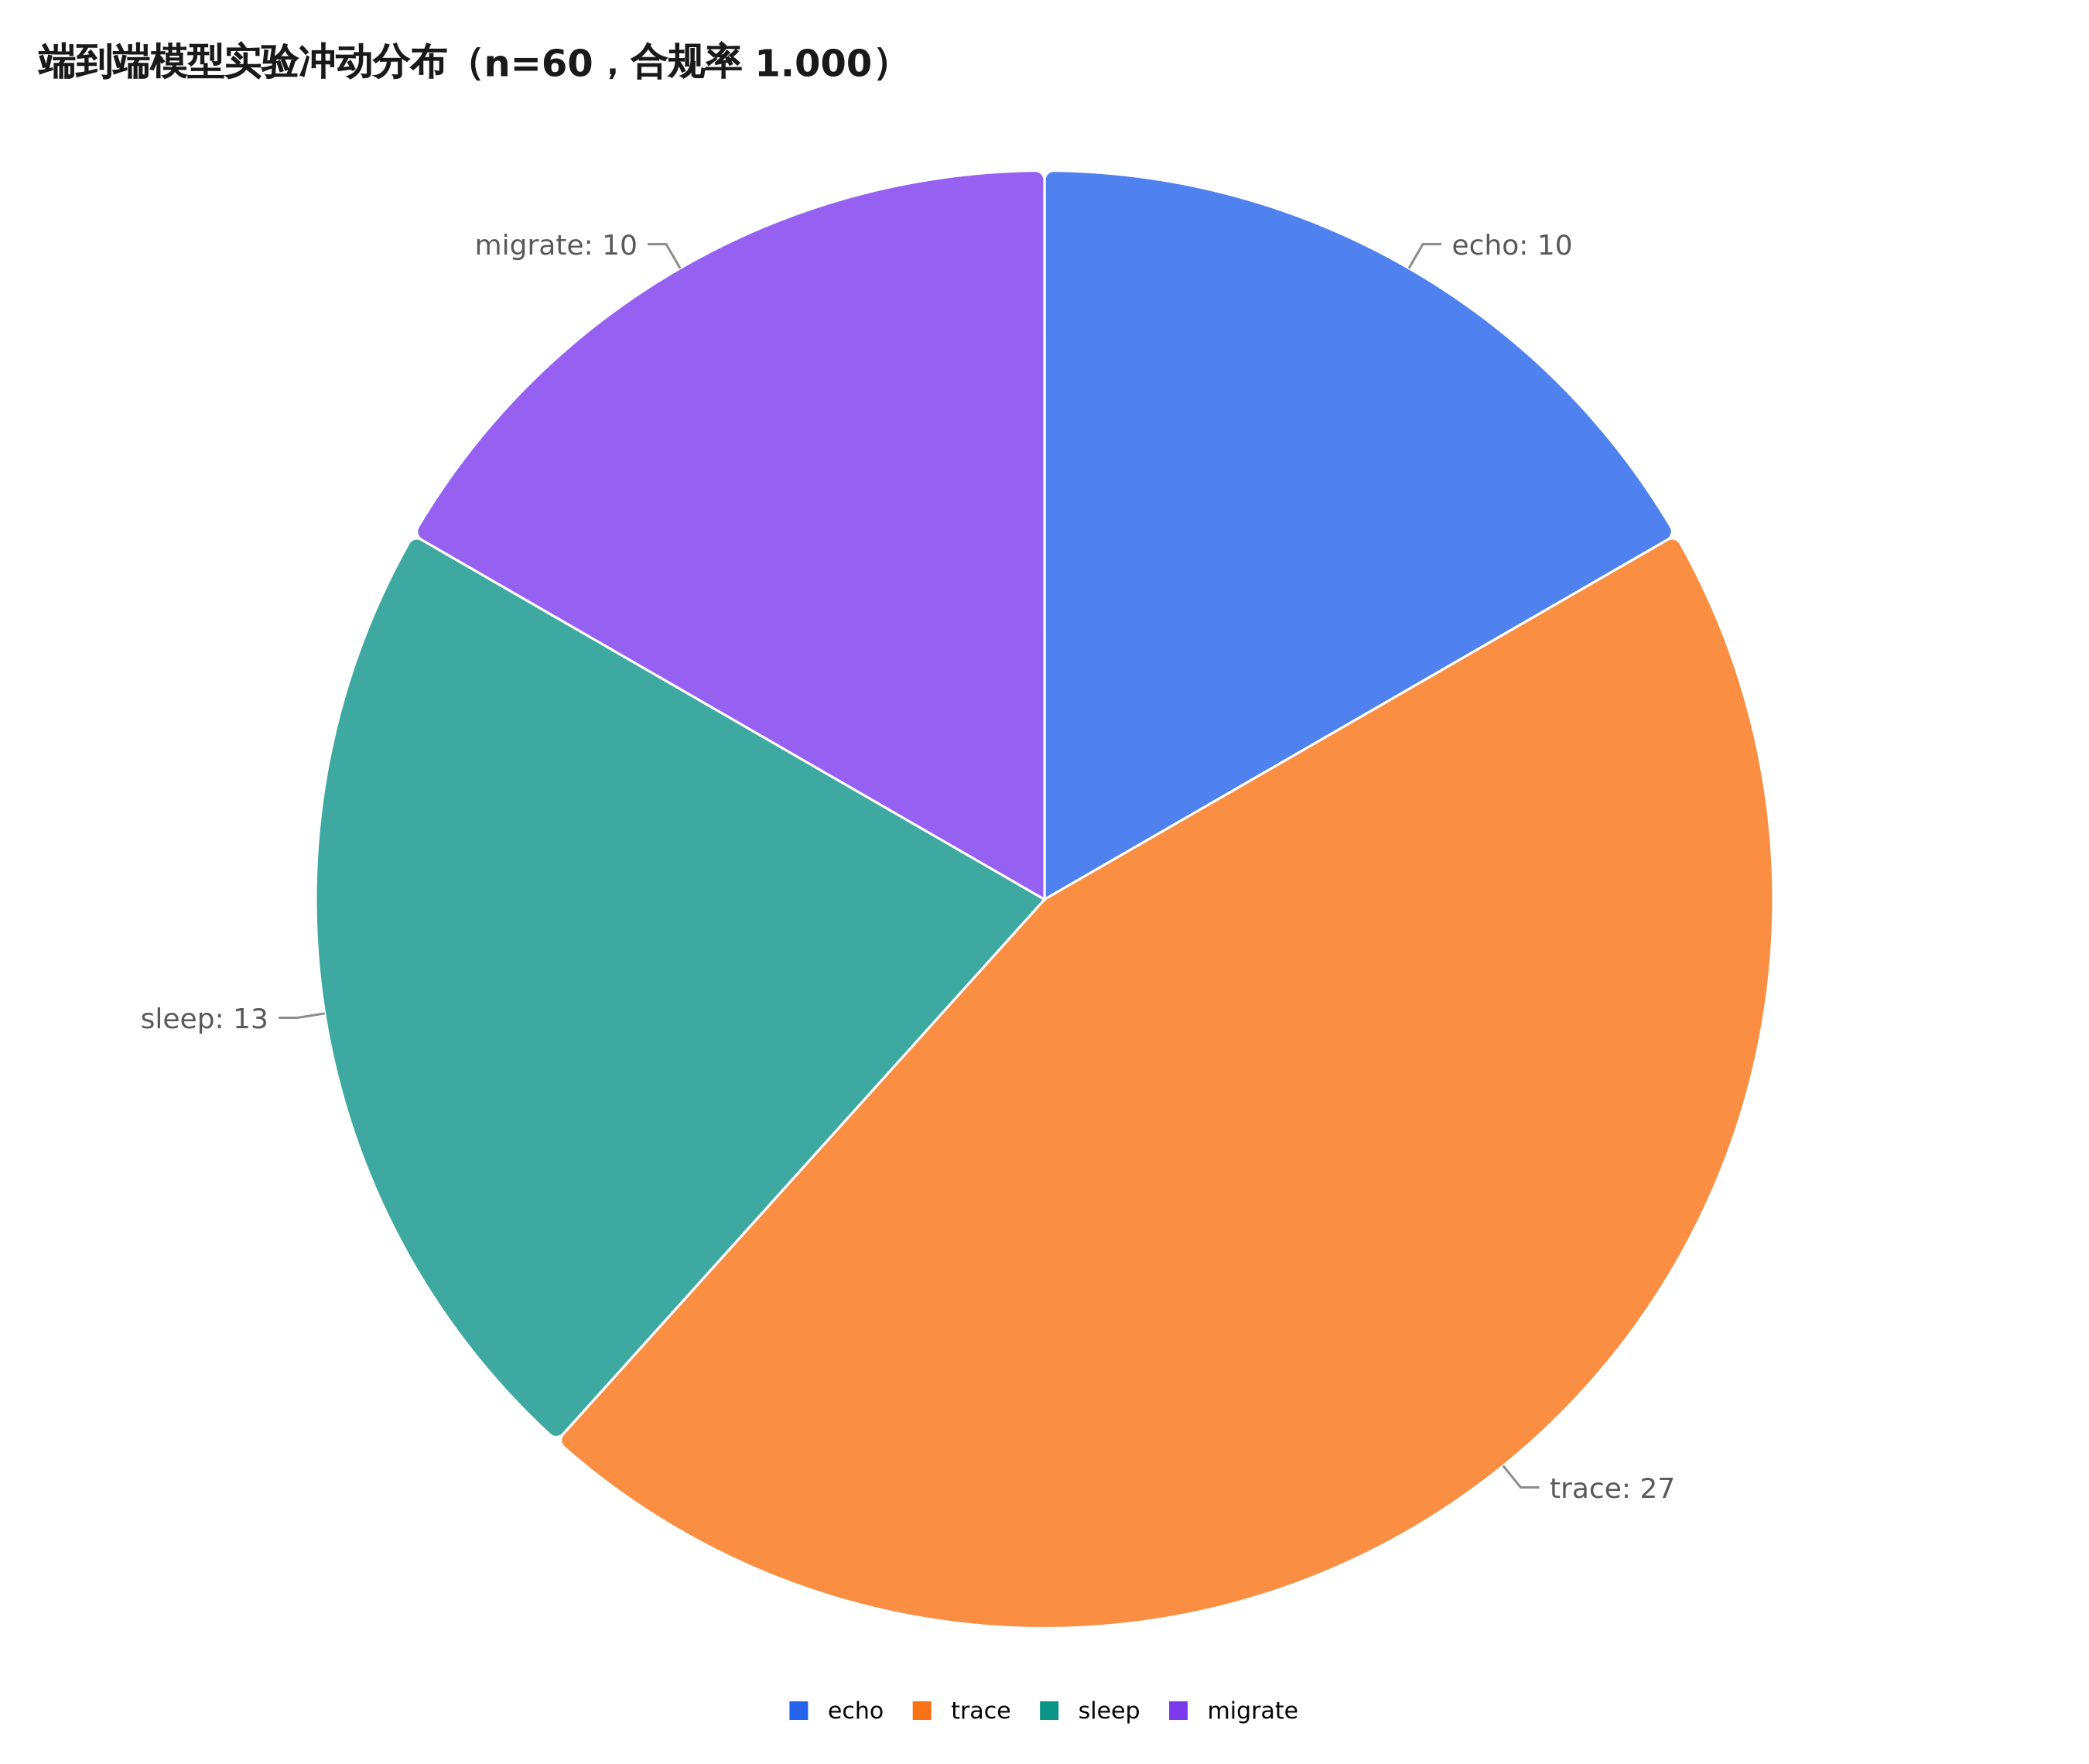 端到端模型实验冲动分布（n=60，合规率 1.000）
migrate: 10
echo: 10
sleep: 13
trace: 27
echo
trace
sleep
migrate